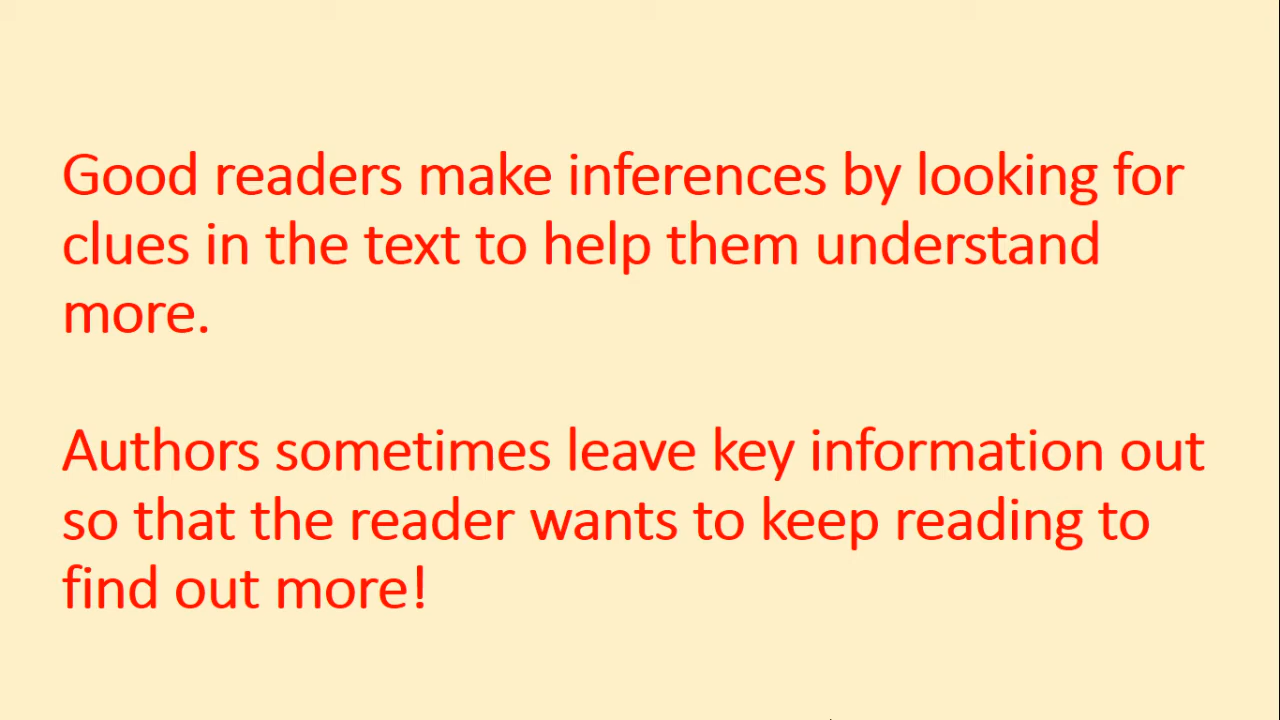 Good readers make inferences by looking for
clues in the text to help them understand
more.
Authors sometimes leave key information out
so that the reader wants to keep reading to
find out more!